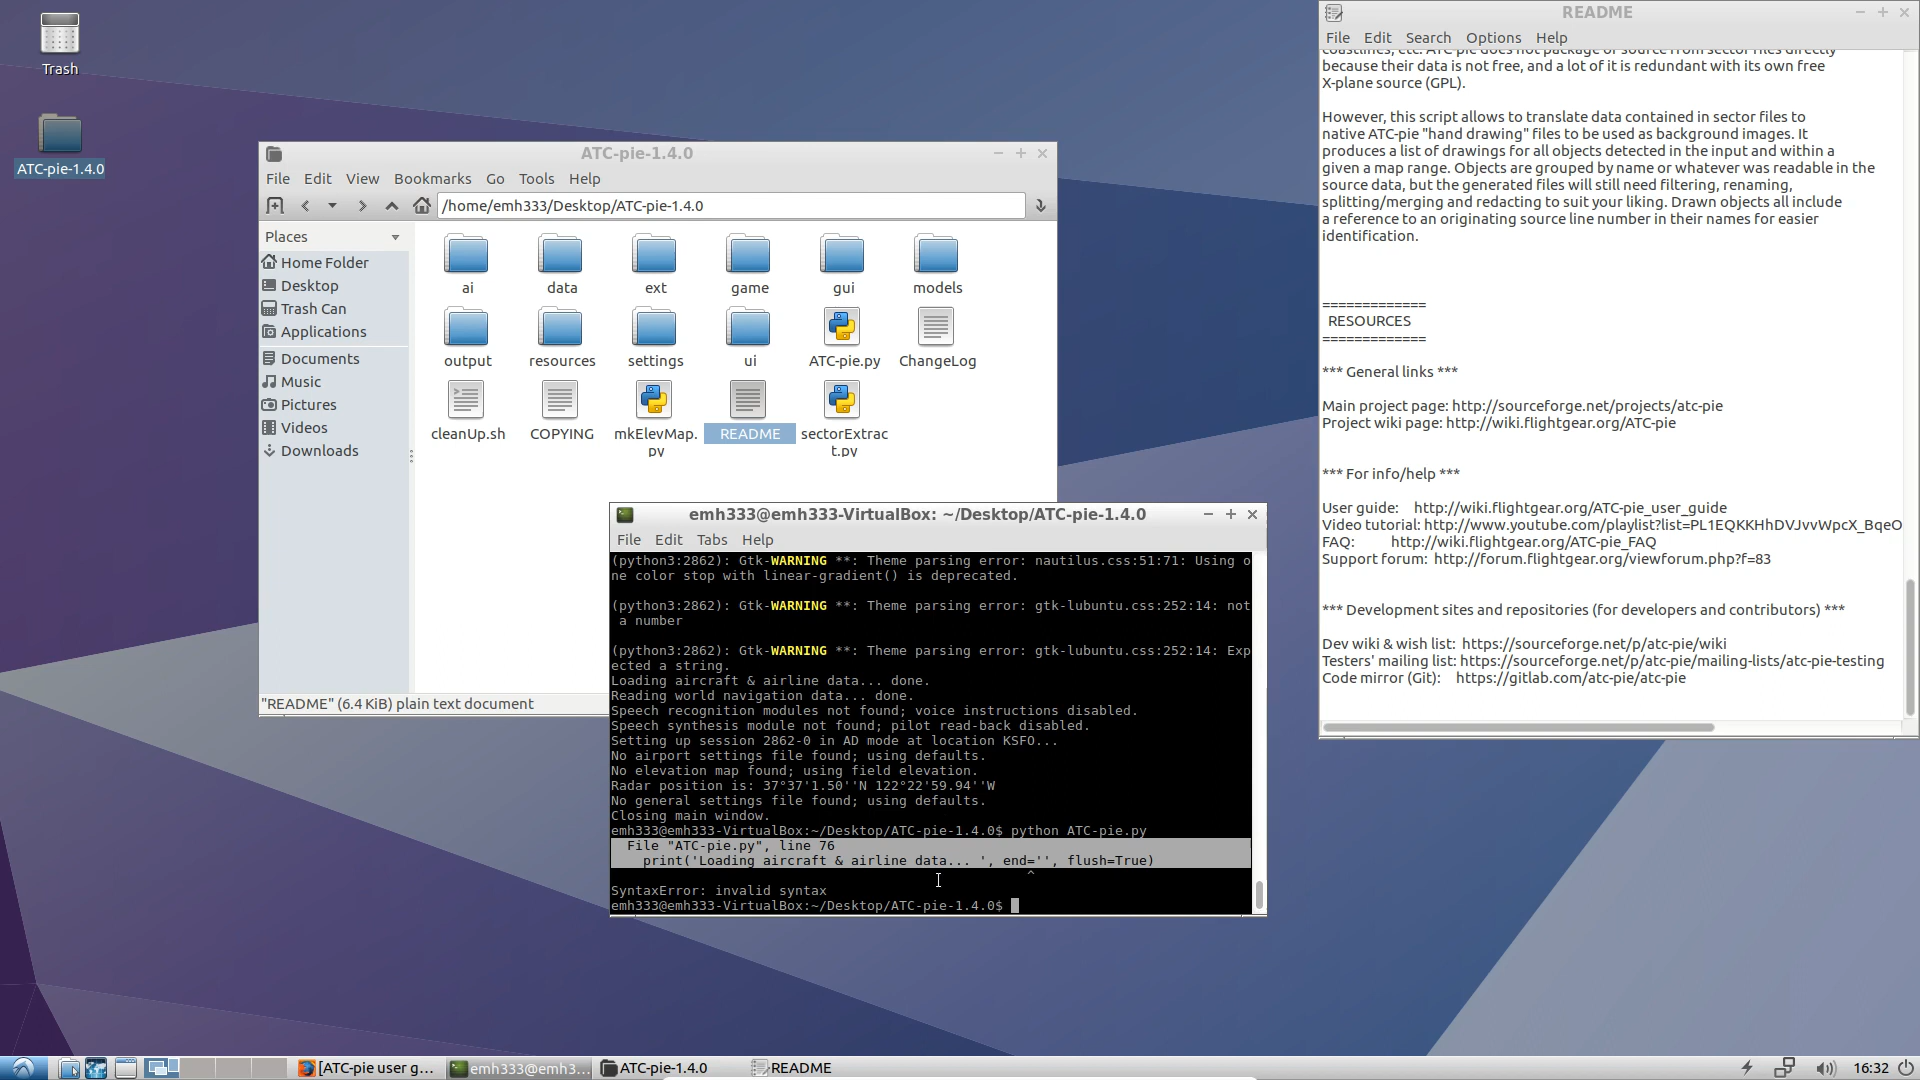 Trash
ATC-pie-1.4.0
ATC-pie-1.4.0
File Edit View Bookmarks Go Tools Help
/home/emh333/Desktop/ATC-pie-1.4.0
Places
Home Folder
Desktop
Trash Can
Applications
Documents
Music
Pictures
Videos
Downloads
ai data ext game gui models
output resources settings ui ATC-pie.py ChangeLog
cleanUp.sh COPYING mkElevMap.py README sectorExtract.py
"README" (6.4 KiB) plain text document
emh333@emh333-VirtualBox: ~/Desktop/ATC-pie-1.4.0
File Edit Tabs Help
(python3:2862): Gtk-WARNING **: Theme parsing error: nautilus.css:51:71: Using o
ne color stop with linear-gradient() is deprecated.
(python3:2862): Gtk-WARNING **: Theme parsing error: gtk-lubuntu.css:252:14: not
a number
(python3:2862): Gtk-WARNING **: Theme parsing error: gtk-lubuntu.css:252:14: Exp
ected a string.
Loading aircraft & airline data... done.
Reading world navigation data... done.
Speech recognition modules not found; voice instructions disabled.
Speech synthesis module not found; pilot read-back disabled.
Setting up session 2862-0 in AD mode at location KSFO...
No airport settings file found; using defaults.
No elevation map found; using field elevation.
Radar position is: 37°37'1.50''N 122°22'59.94''W
No general settings file found; using defaults.
Closing main window.
emh333@emh333-VirtualBox:~/Desktop/ATC-pie-1.4.0$ python ATC-pie.py
File "ATC-pie.py", line 76
print('Loading aircraft & airline data... ', end='', flush=True)
^
SyntaxError: invalid syntax
emh333@emh333-VirtualBox:~/Desktop/ATC-pie-1.4.0$
README
File Edit Search Options Help
coastlines, etc. ATC-pie does not package or source from sector files directly
because their data is not free, and a lot of it is redundant with its own free
X-plane source (GPL).
However, this script allows to translate data contained in sector files to
native ATC-pie "hand drawing" files to be used as background images. It
produces a list of drawings for all objects detected in the input and within a
given a map range. Objects are grouped by name or whatever was readable in the
source data, but the generated files will still need filtering, renaming,
splitting/merging and redacting to suit your liking. Drawn objects all include
a reference to an originating source line number in their names for easier
identification.
=============
RESOURCES
=============
*** General links ***
Main project page: http://sourceforge.net/projects/atc-pie
Project wiki page: http://wiki.flightgear.org/ATC-pie
*** For info/help ***
User guide: http://wiki.flightgear.org/ATC-pie_user_guide
Video tutorial: http://www.youtube.com/playlist?list=PL1EQKKHhDVJvvWpcX_BqeO
FAQ: http://wiki.flightgear.org/ATC-pie_FAQ
Support forum: http://forum.flightgear.org/viewforum.php?f=83
*** Development sites and repositories (for developers and contributors) ***
Dev wiki & wish list: https://sourceforge.net/p/atc-pie/wiki
Testers' mailing list: https://sourceforge.net/p/atc-pie/mailing-lists/atc-pie-testing
Code mirror (Git): https://gitlab.com/atc-pie/atc-pie
[ATC-pie user g... emh333@emh3... ATC-pie-1.4.0 README 16:32